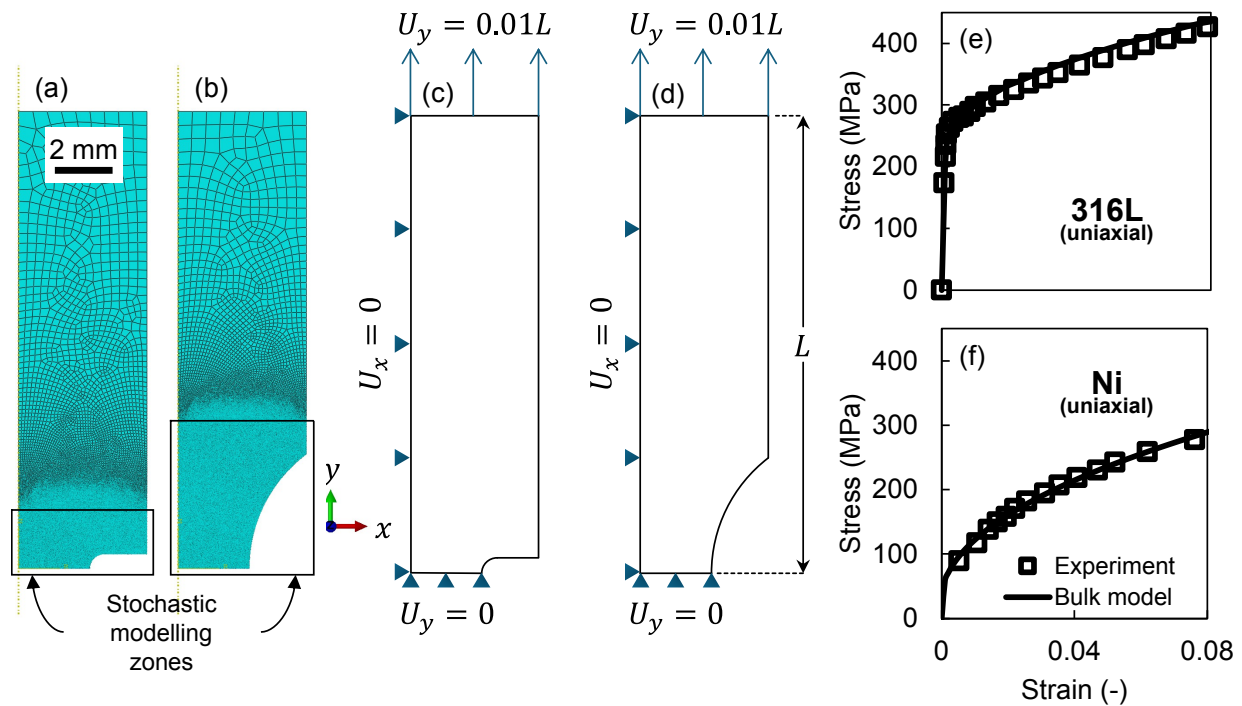 (a)
2 mm
(b)
Stochastic
modelling
zones
y
x
U_y = 0.01L
(c)
U_x = 0
U_y = 0
U_y = 0.01L
(d)
U_x = 0
L
U_y = 0
(e)
400
300
200
100
0
Stress (MPa)
316L
(uniaxial)
(f)
400
300
200
100
0
Stress (MPa)
Ni
(uniaxial)
Experiment
Bulk model
0
0.04
0.08
Strain (-)